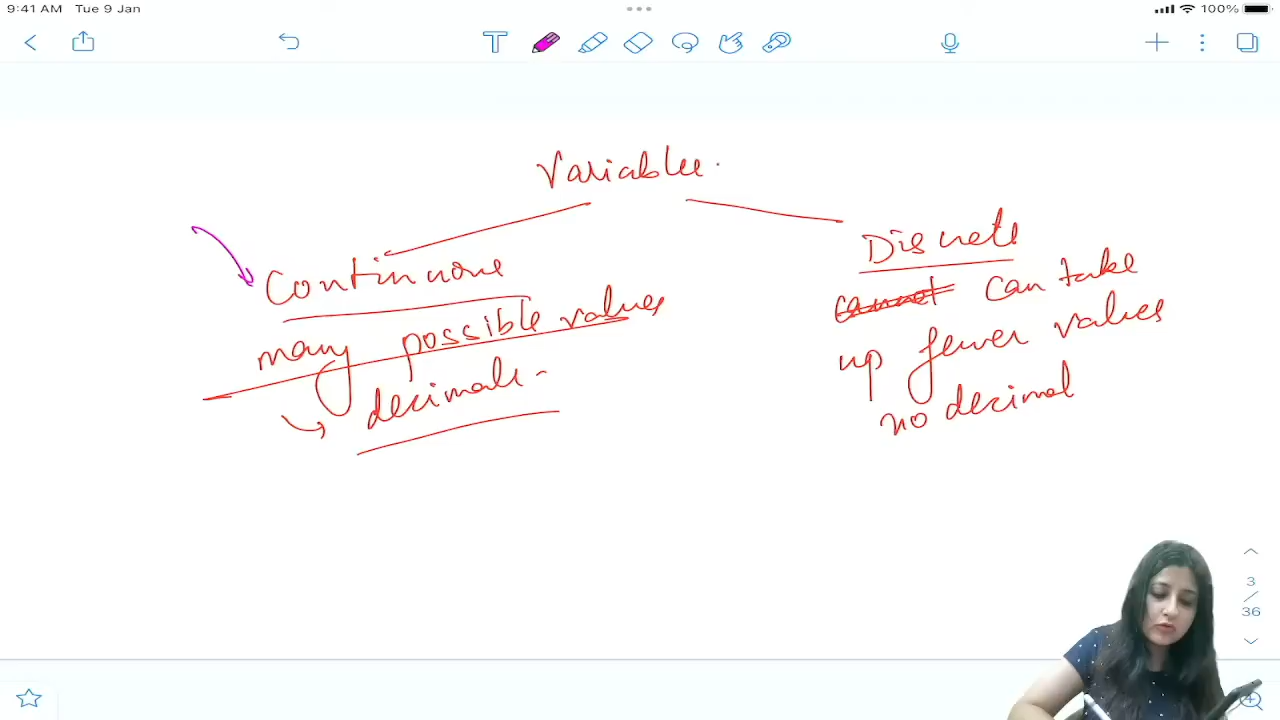 9:41 AM Tue 9 Jan
100%
T
Variable
Continuous
many possible values
decimals
Discrete
cannot can take
up fewer values
no decimal
3
/
36